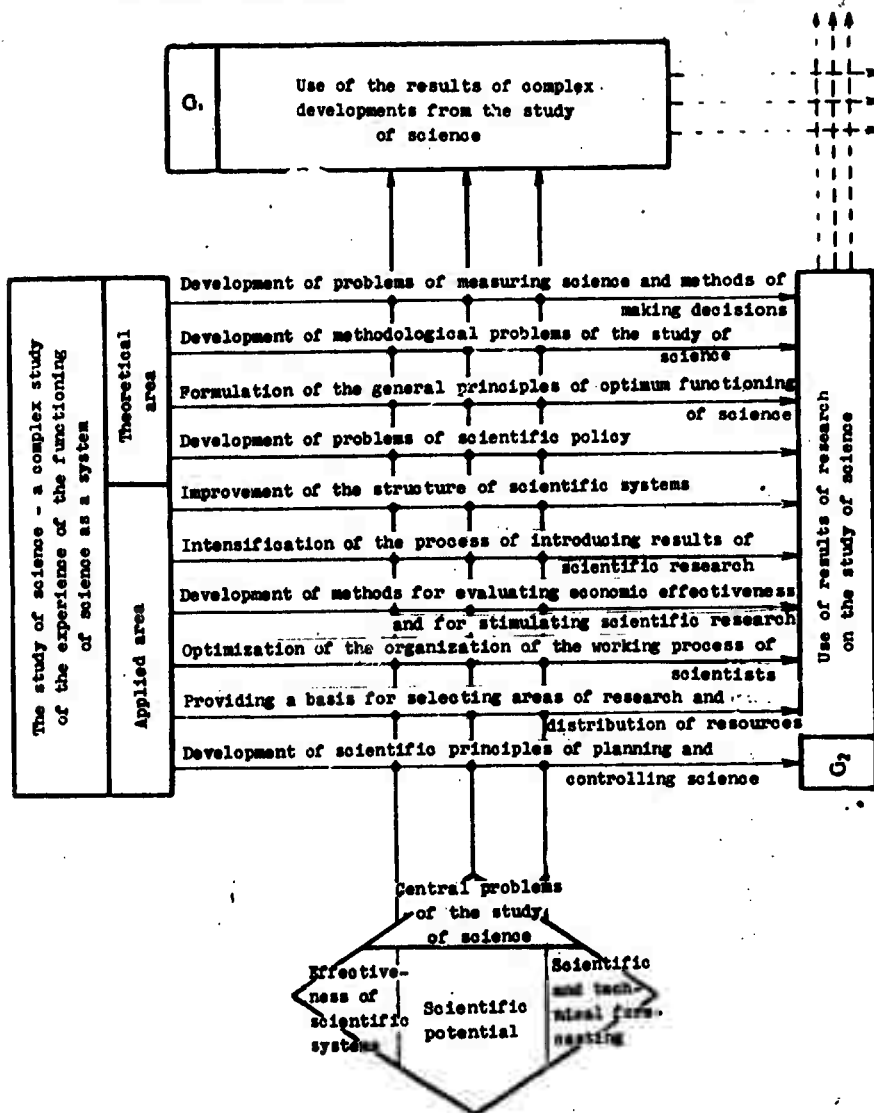 G₁
Use of the results of complex
developments from the study
of science
The study of science - a complex study
of the experience of the functioning
of science as a system
Theoretical
area
Applied area
Development of problems of measuring science and methods of
making decisions
Development of methodological problems of the study of
science
Formulation of the general principles of optimum functioning
of science
Development of problems of scientific policy
Improvement of the structure of scientific systems
Intensification of the process of introducing results of
scientific research
Development of methods for evaluating economic effectiveness
and for stimulating scientific research
Optimization of the organization of the working process of
scientists
Providing a basis for selecting areas of research and
distribution of resources
Development of scientific principles of planning and
controlling science
Use of results of research
on the study of science
G₂
Central problems
of the study
of science
Effective-
ness of
scientific
systems
Scientific
potential
Scientific
and tech-
nical fore-
casting